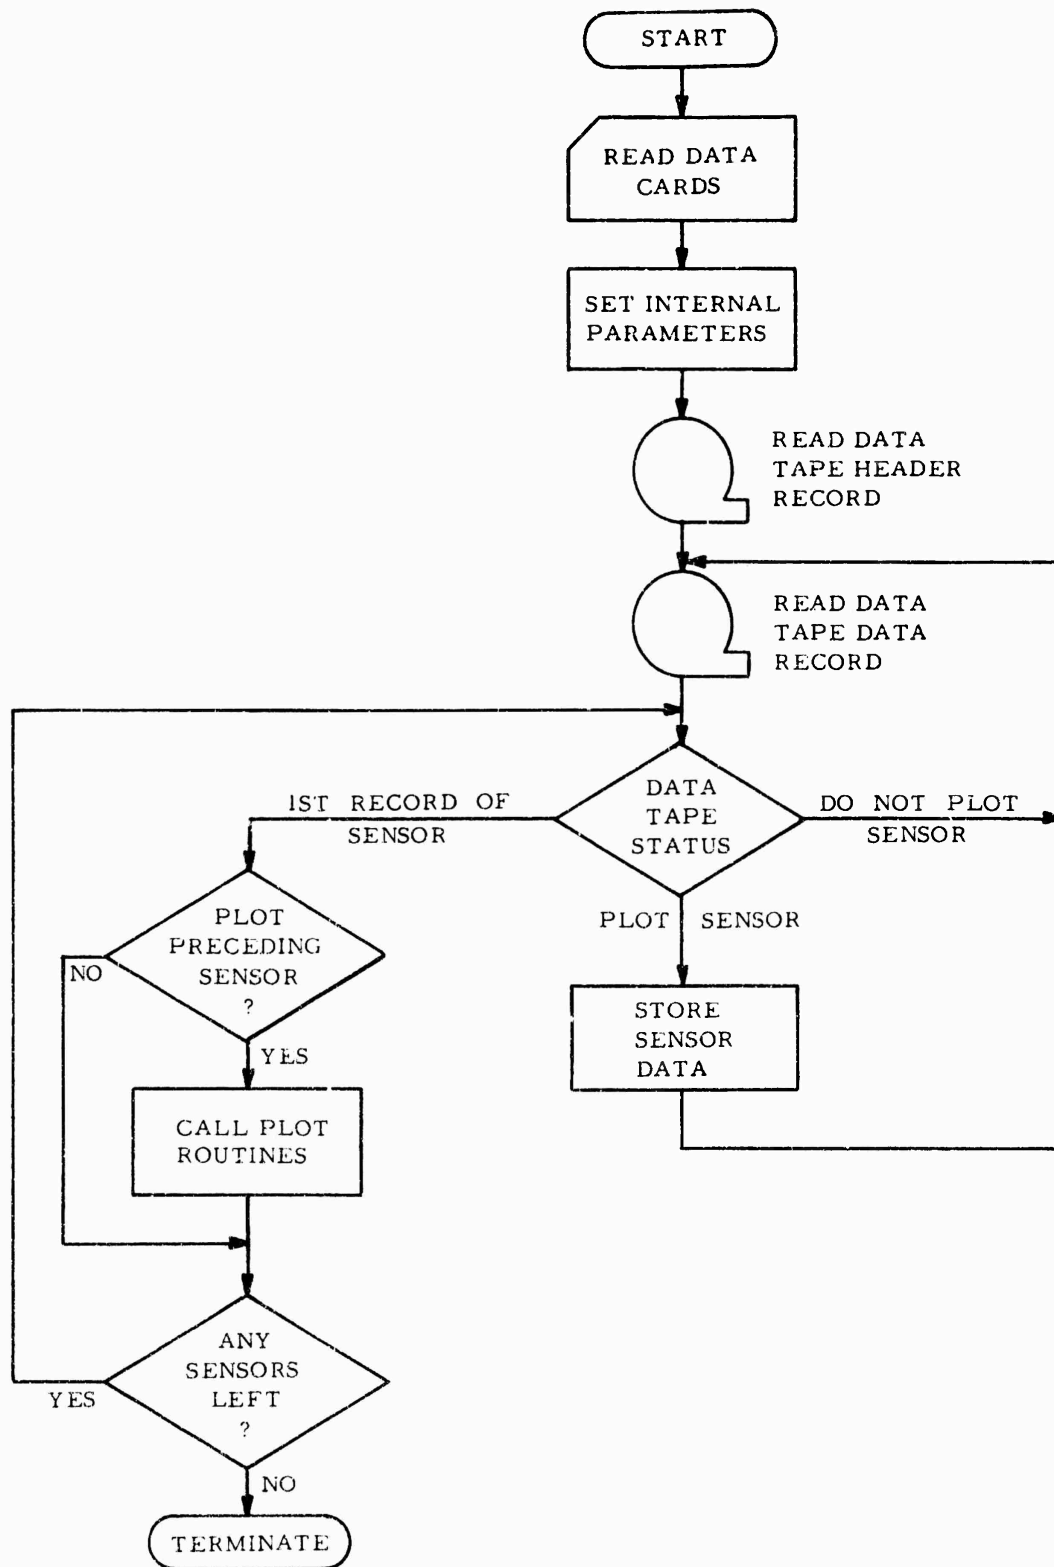 START
READ DATA
CARDS
SET INTERNAL
PARAMETERS
READ DATA
TAPE HEADER
RECORD
READ DATA
TAPE DATA
RECORD
DATA
TAPE
STATUS
1ST RECORD OF
SENSOR
DO NOT PLOT
SENSOR
PLOT SENSOR
PLOT
PRECEDING
SENSOR
?
NO
YES
STORE
SENSOR
DATA
CALL PLOT
ROUTINES
ANY
SENSORS
LEFT
?
YES
NO
TERMINATE